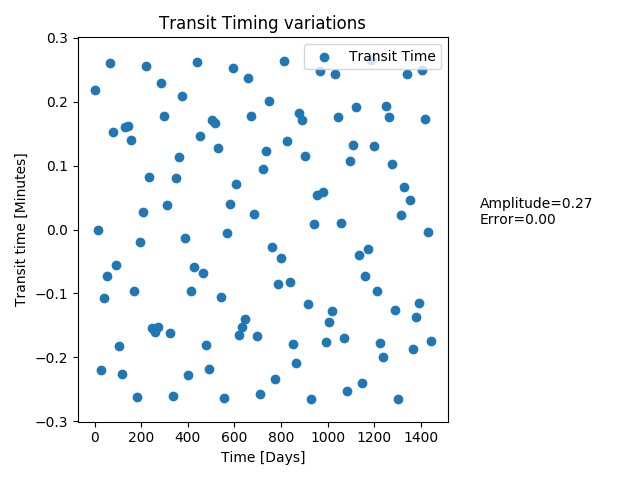 Transit Timing variations
Transit Time
0.3
0.2
0.1
0.0
−0.1
−0.2
−0.3
Transit time [Minutes]
Amplitude=0.27
Error=0.00
0 200 400 600 800 1000 1200 1400
Time [Days]